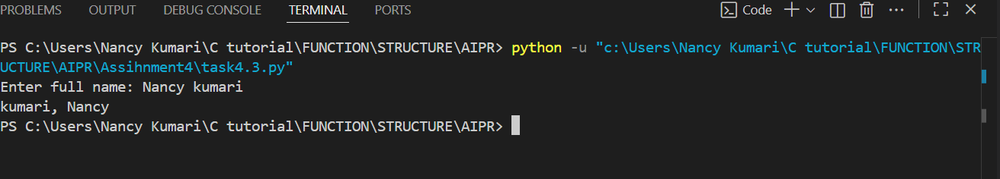 PROBLEMS OUTPUT DEBUG CONSOLE TERMINAL PORTS Code
PS C:\Users\Nancy Kumari\C tutorial\FUNCTION\STRUCTURE\AIPR> python -u "c:\Users\Nancy Kumari\C tutorial\FUNCTION\STR
UCTURE\AIPR\Assihnment4\task4.3.py"
Enter full name: Nancy kumari
kumari, Nancy
PS C:\Users\Nancy Kumari\C tutorial\FUNCTION\STRUCTURE\AIPR>